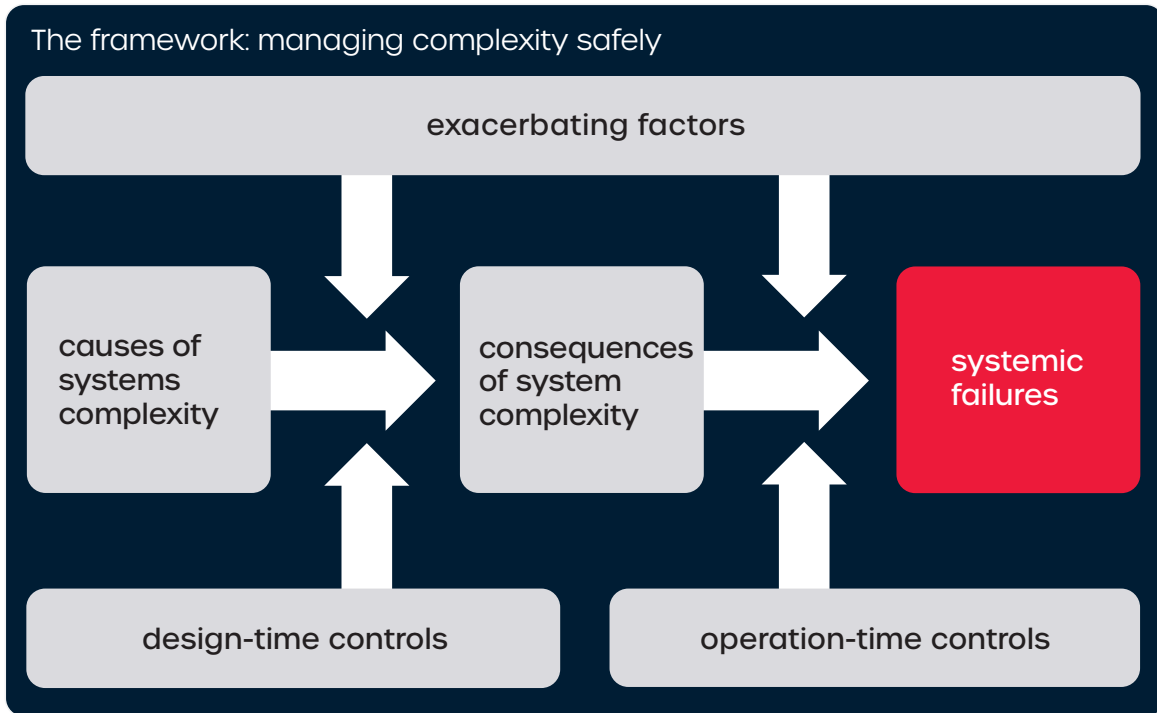 The framework: managing complexity safely
exacerbating factors
causes of
systems
complexity
consequences
of system
complexity
systemic
failures
design-time controls
operation-time controls